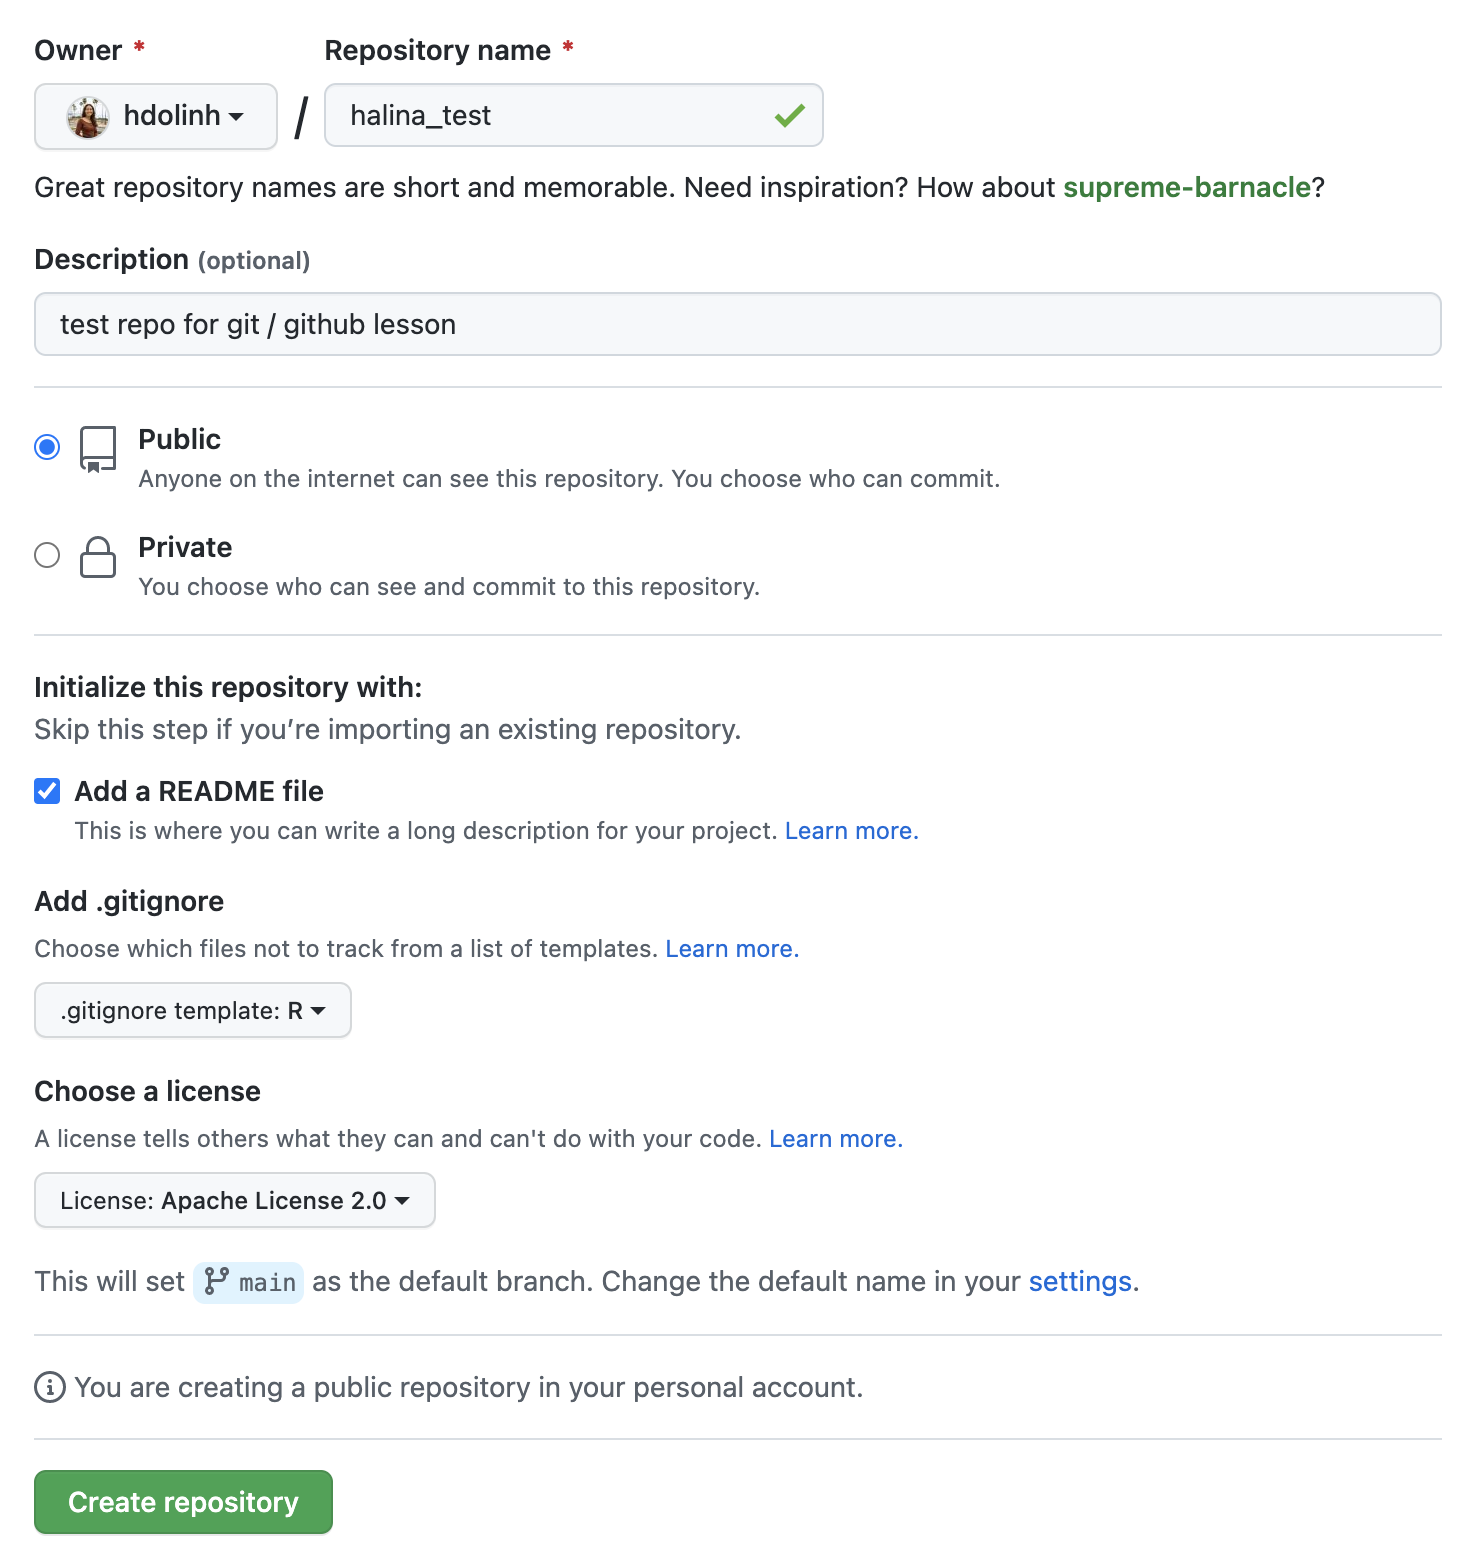 Owner *
Repository name *
hdolinh / halina_test
Great repository names are short and memorable. Need inspiration? How about supreme-barnacle?
Description (optional)
test repo for git / github lesson
Public
Anyone on the internet can see this repository. You choose who can commit.
Private
You choose who can see and commit to this repository.
Initialize this repository with:
Skip this step if you’re importing an existing repository.
Add a README file
This is where you can write a long description for your project. Learn more.
Add .gitignore
Choose which files not to track from a list of templates. Learn more.
.gitignore template: R
Choose a license
A license tells others what they can and can't do with your code. Learn more.
License: Apache License 2.0
This will set main as the default branch. Change the default name in your settings.
You are creating a public repository in your personal account.
Create repository